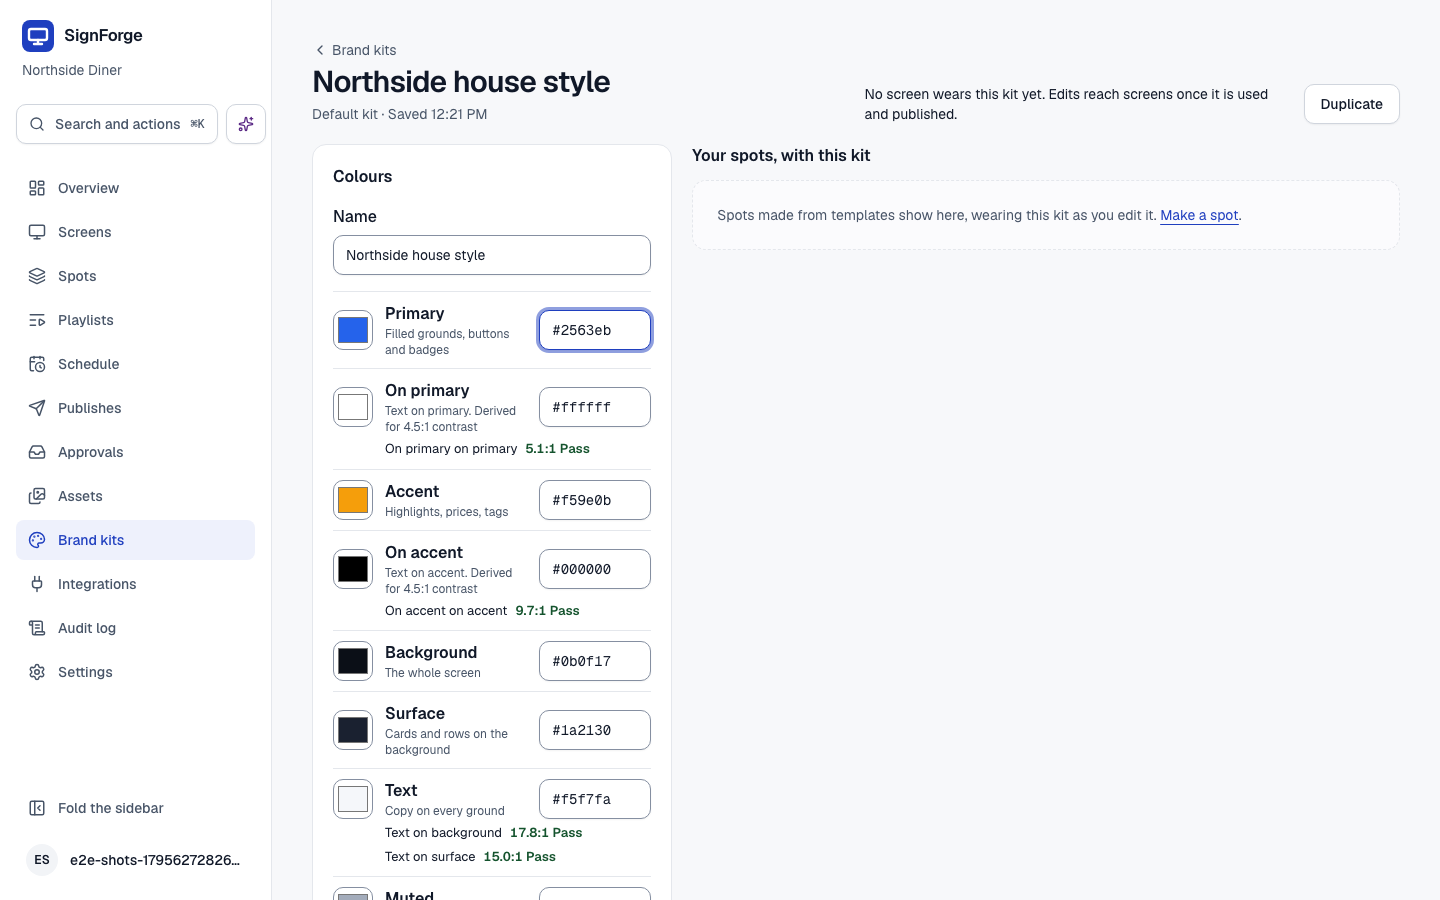 SignForge
Northside Diner
Search and actions ⌘K
Overview
Screens
Spots
Playlists
Schedule
Publishes
Approvals
Assets
Brand kits
Integrations
Audit log
Settings
Fold the sidebar
ES e2e-shots-17956272826...
Brand kits
Northside house style
Default kit · Saved 12:21 PM
No screen wears this kit yet. Edits reach screens once it is used
and published.
Duplicate
Colours
Name
Northside house style
Primary
Filled grounds, buttons
and badges
#2563eb
On primary
Text on primary. Derived
for 4.5:1 contrast
#ffffff
On primary on primary 5.1:1 Pass
Accent
Highlights, prices, tags
#f59e0b
On accent
Text on accent. Derived
for 4.5:1 contrast
#000000
On accent on accent 9.7:1 Pass
Background
The whole screen
#0b0f17
Surface
Cards and rows on the
background
#1a2130
Text
Copy on every ground
#f5f7fa
Text on background 17.8:1 Pass
Text on surface 15.0:1 Pass
Muted
Your spots, with this kit
Spots made from templates show here, wearing this kit as you edit it. Make a spot.